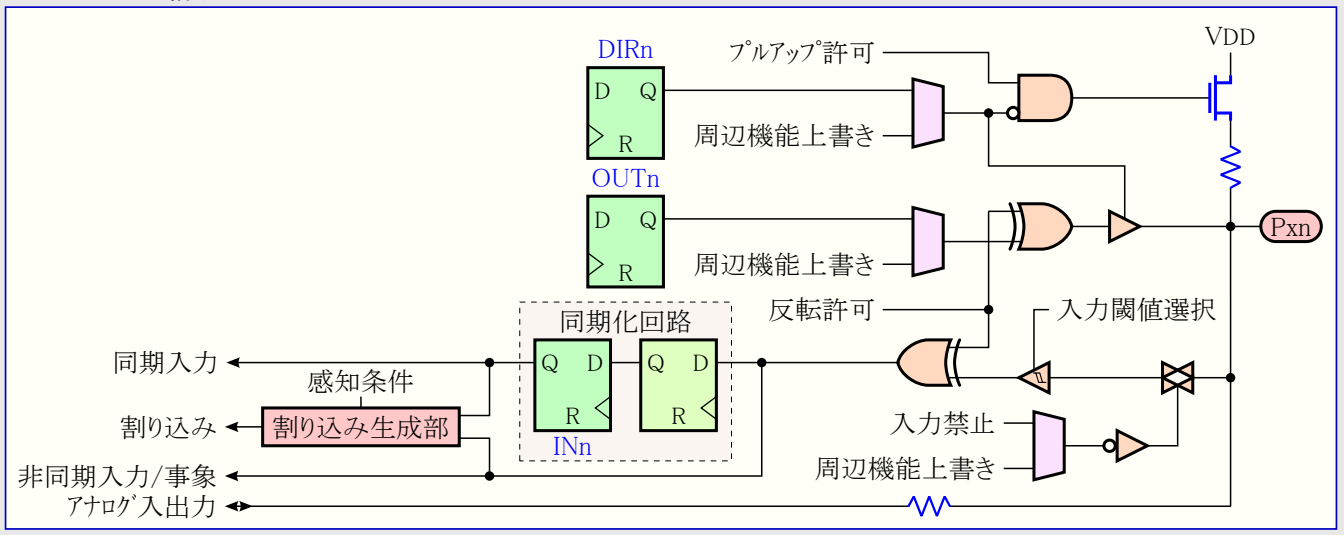 VDD
DIRn
プルアップ許可
D Q
R
周辺機能上書き
OUTn
D Q
R
周辺機能上書き
Pxn
反転許可
入力閾値選択
同期化回路
同期入力
Q D
R
Q D
R
感知条件
割り込み
割り込み生成部
INn
入力禁止
周辺機能上書き
非同期入力/事象
アナログ入出力